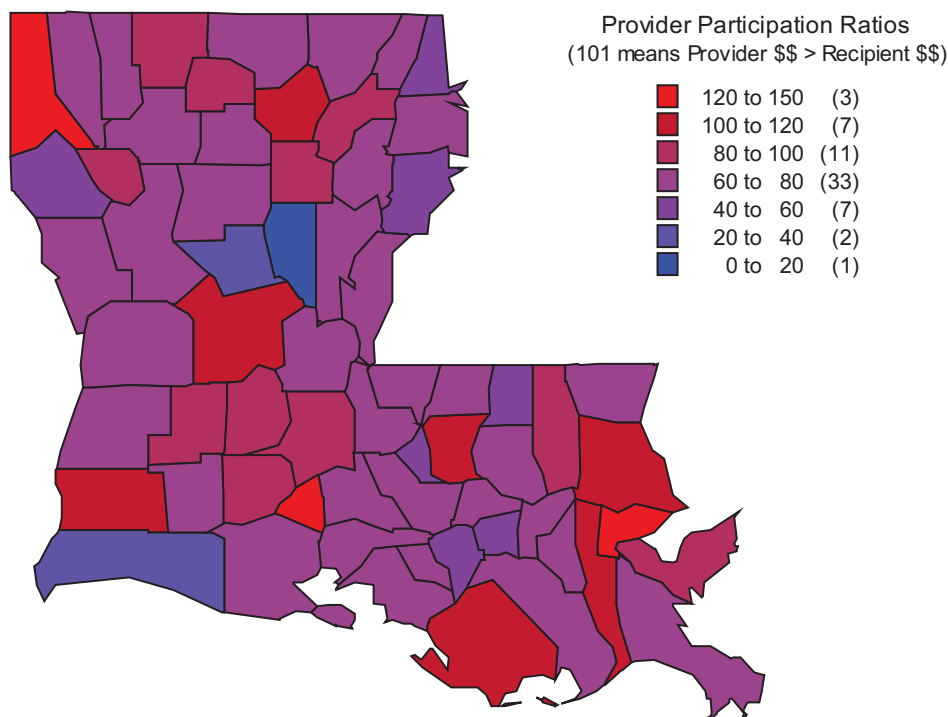 Provider Participation Ratios
(101 means Provider $$ > Recipient $$)
120 to 150 (3)
100 to 120 (7)
80 to 100 (11)
60 to 80 (33)
40 to 60 (7)
20 to 40 (2)
0 to 20 (1)